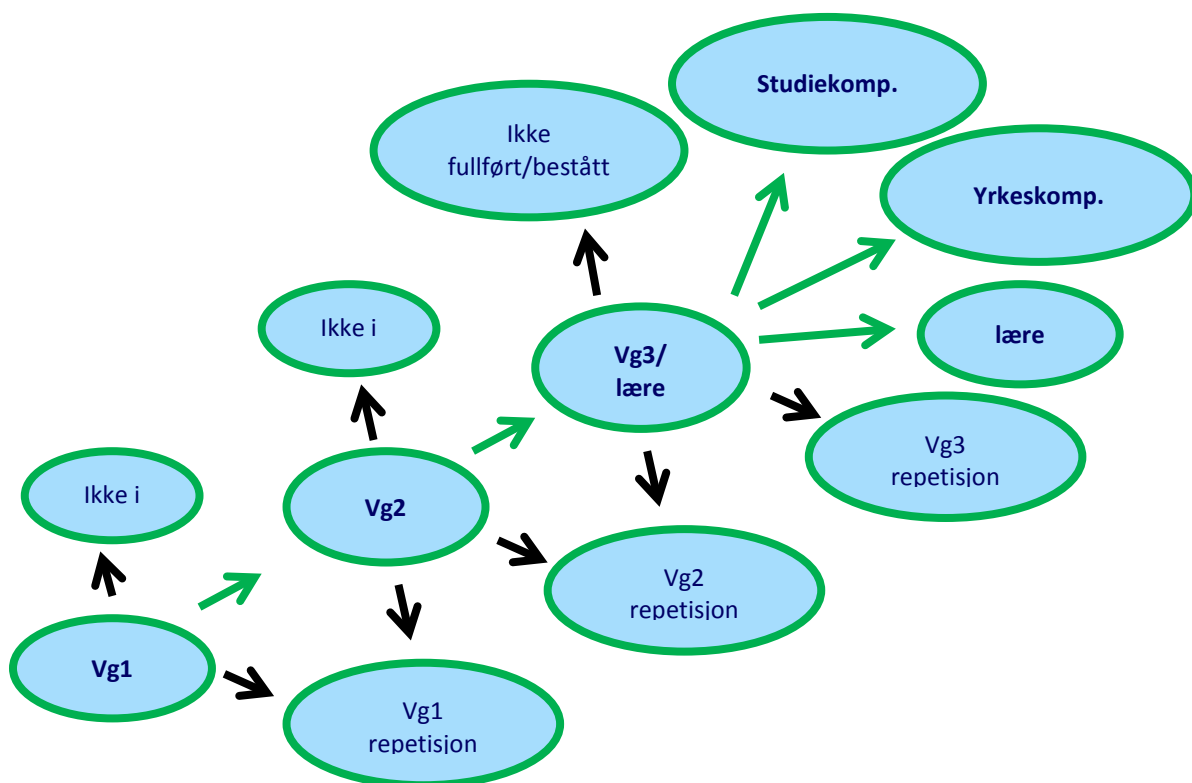 Studiekomp.
Ikke
fullført/bestått
Yrkeskomp.
Ikke i
Vg3/
lære
lære
Vg3
repetisjon
Ikke i
Vg2
Vg2
repetisjon
Vg1
Vg1
repetisjon